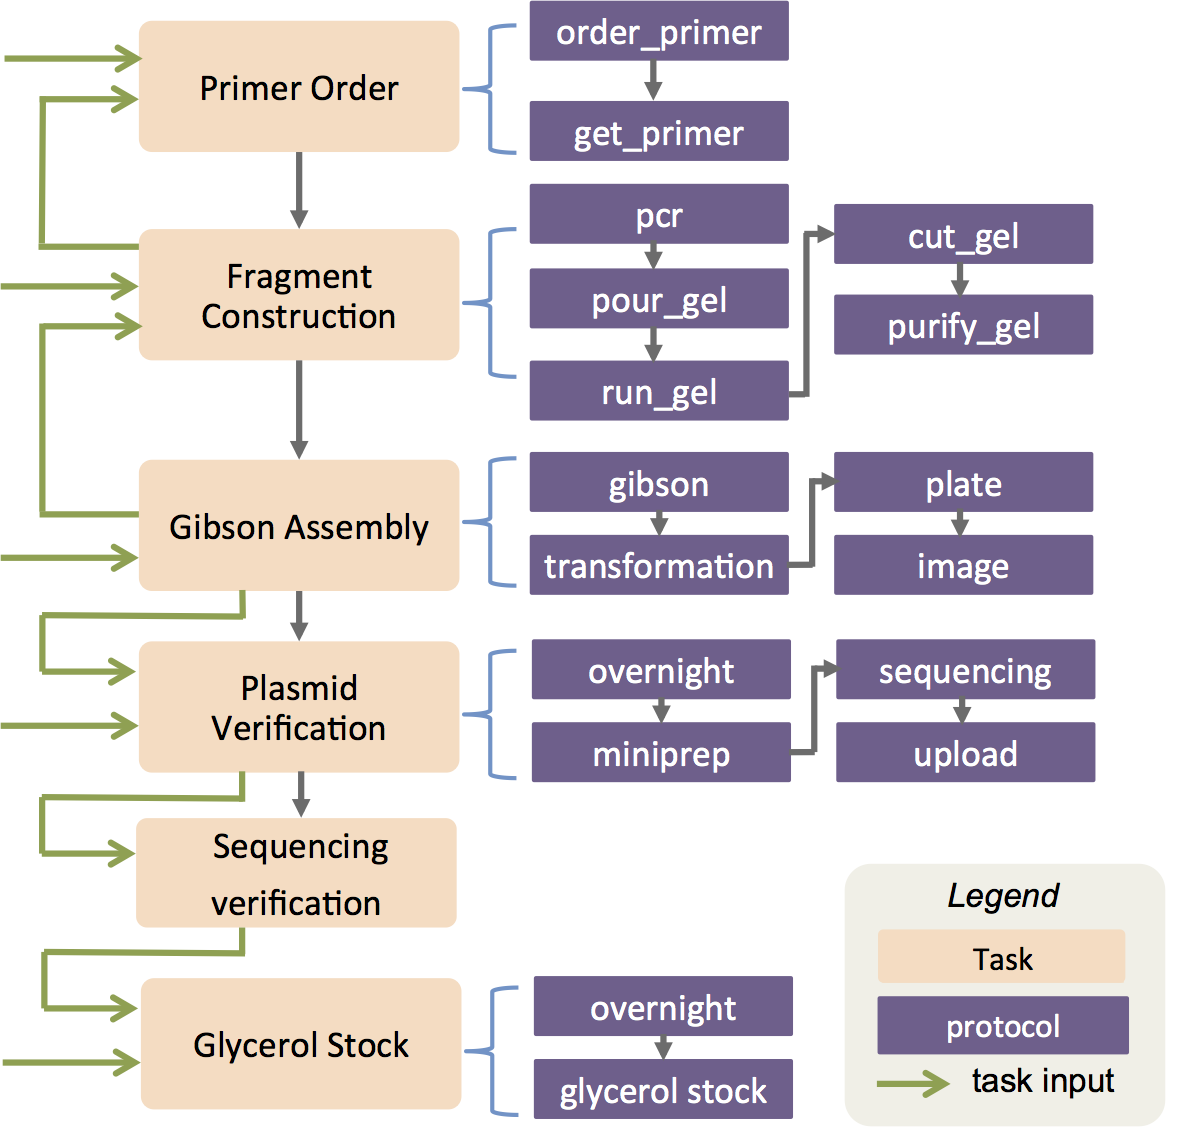 Primer Order
order_primer
get_primer
Fragment
Construction
pcr
pour_gel
run_gel
cut_gel
purify_gel
Gibson Assembly
gibson
transformation
plate
image
Plasmid
Verification
overnight
miniprep
sequencing
upload
Sequencing
verification
Glycerol Stock
overnight
glycerol stock
Legend
Task
protocol
task input